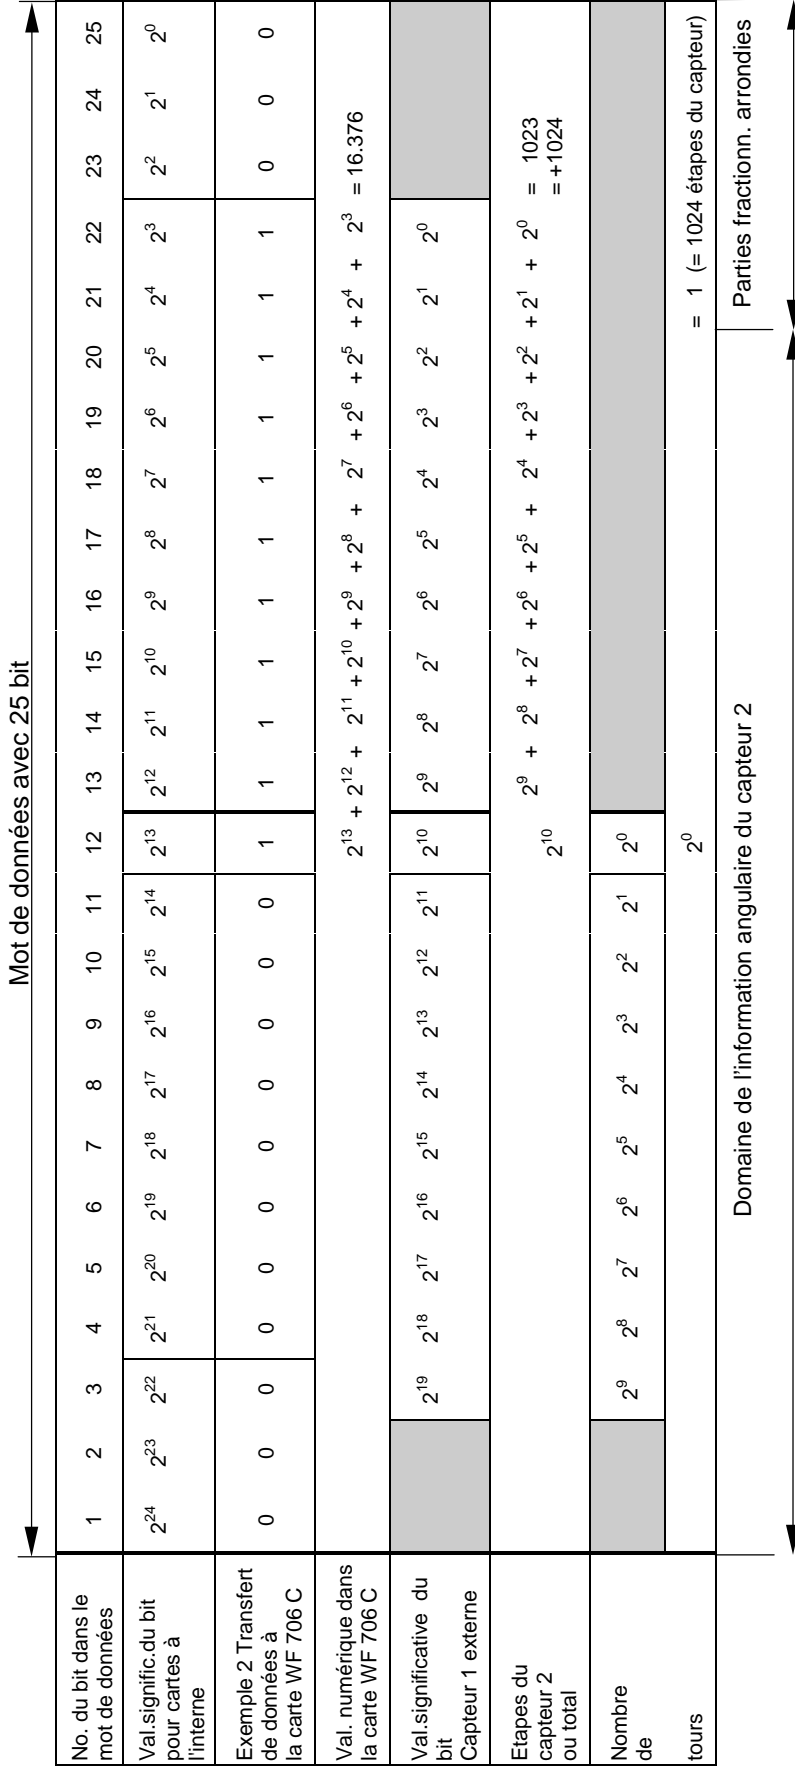 Mot de données avec 25 bit
No. du bit dans le mot de données 1 2 3 4 5 6 7 8 9 10 11 12 13 14 15 16 17 18 19 20 21 22 23 24 25
Val.signific.du bit pour cartes à l'interne 2^24 2^23 2^22 2^21 2^20 2^19 2^18 2^17 2^16 2^15 2^14 2^13 2^12 2^11 2^10 2^9 2^8 2^7 2^6 2^5 2^4 2^3 2^2 2^1 2^0
Exemple 2 Transfert de données à la carte WF 706 C 0 0 0 0 0 0 0 0 0 0 0 1 1 1 1 1 1 1 1 1 1 1 0 0 0
Val. numérique dans la carte WF 706 C 2^13 + 2^12 + 2^11 + 2^10 + 2^9 + 2^8 + 2^7 + 2^6 + 2^5 + 2^4 + 2^3 = 16.376
Val.significative du bit Capteur 1 externe 2^19 2^18 2^17 2^16 2^15 2^14 2^13 2^12 2^11 2^10 2^9 2^8 2^7 2^6 2^5 2^4 2^3 2^2 2^1 2^0
Etapes du capteur 2 ou total 2^9 + 2^8 + 2^7 + 2^6 + 2^5 + 2^4 + 2^3 + 2^2 + 2^1 + 2^0 = 1023
2^10 = +1024
Nombre de 2^9 2^8 2^7 2^6 2^5 2^4 2^3 2^2 2^1 2^0
tours 2^0 = 1 (= 1024 étapes du capteur)
Domaine de l'information angulaire du capteur 2
Parties fractionn. arrondies